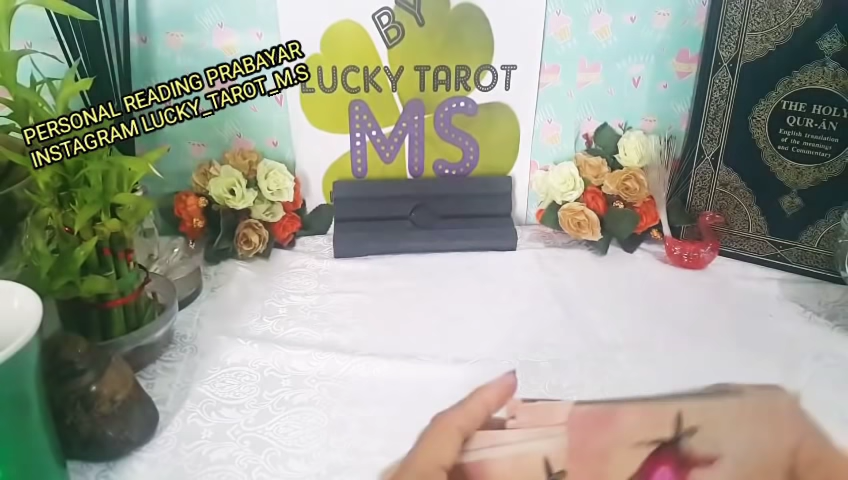 PERSONAL READING PRABAYAR
INSTAGRAM LUCKY_TAROT_M.S
BY
LUCKY TAROT
MS
THE HOLY
QUR-ĀN
English translation
of the meanings
and Commentary